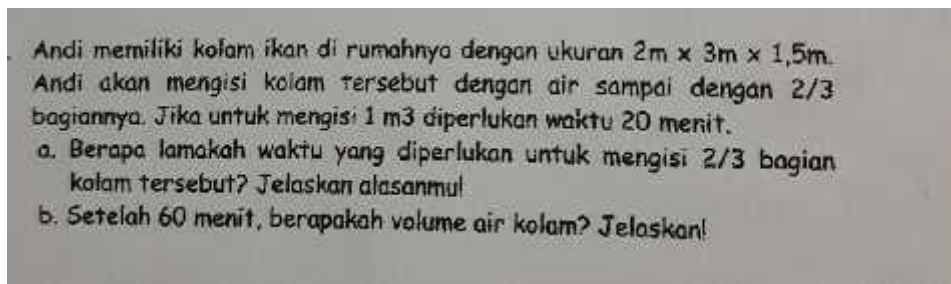 Andi memiliki kolam ikan di rumahnya dengan ukuran 2m x 3m x 1,5m.
Andi akan mengisi kolam tersebut dengan air sampai dengan 2/3
bagiannya. Jika untuk mengisi 1 m3 diperlukan waktu 20 menit.
a. Berapa lamakah waktu yang diperlukan untuk mengisi 2/3 bagian
kolam tersebut? Jelaskan alasanmu!
b. Setelah 60 menit, berapakah volume air kolam? Jelaskan!